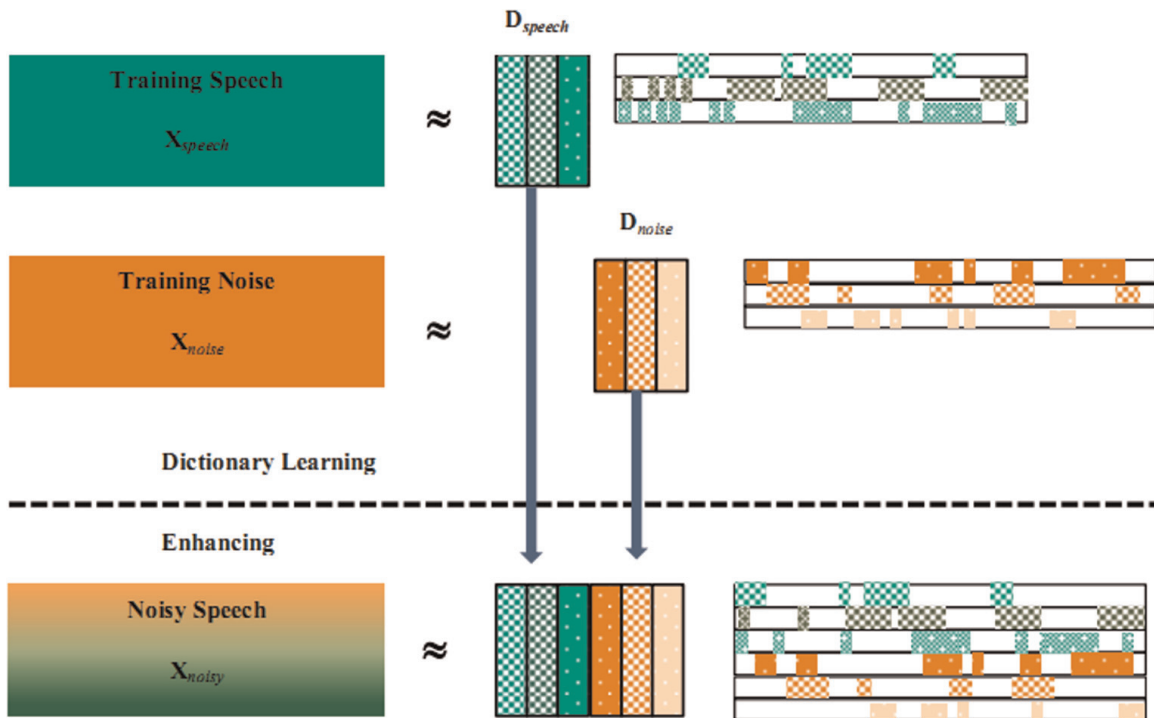 D_speech
Training Speech
≈
X_speech
D_noise
Training Noise
≈
X_noise
Dictionary Learning
Enhancing
Noisy Speech
≈
X_noisy